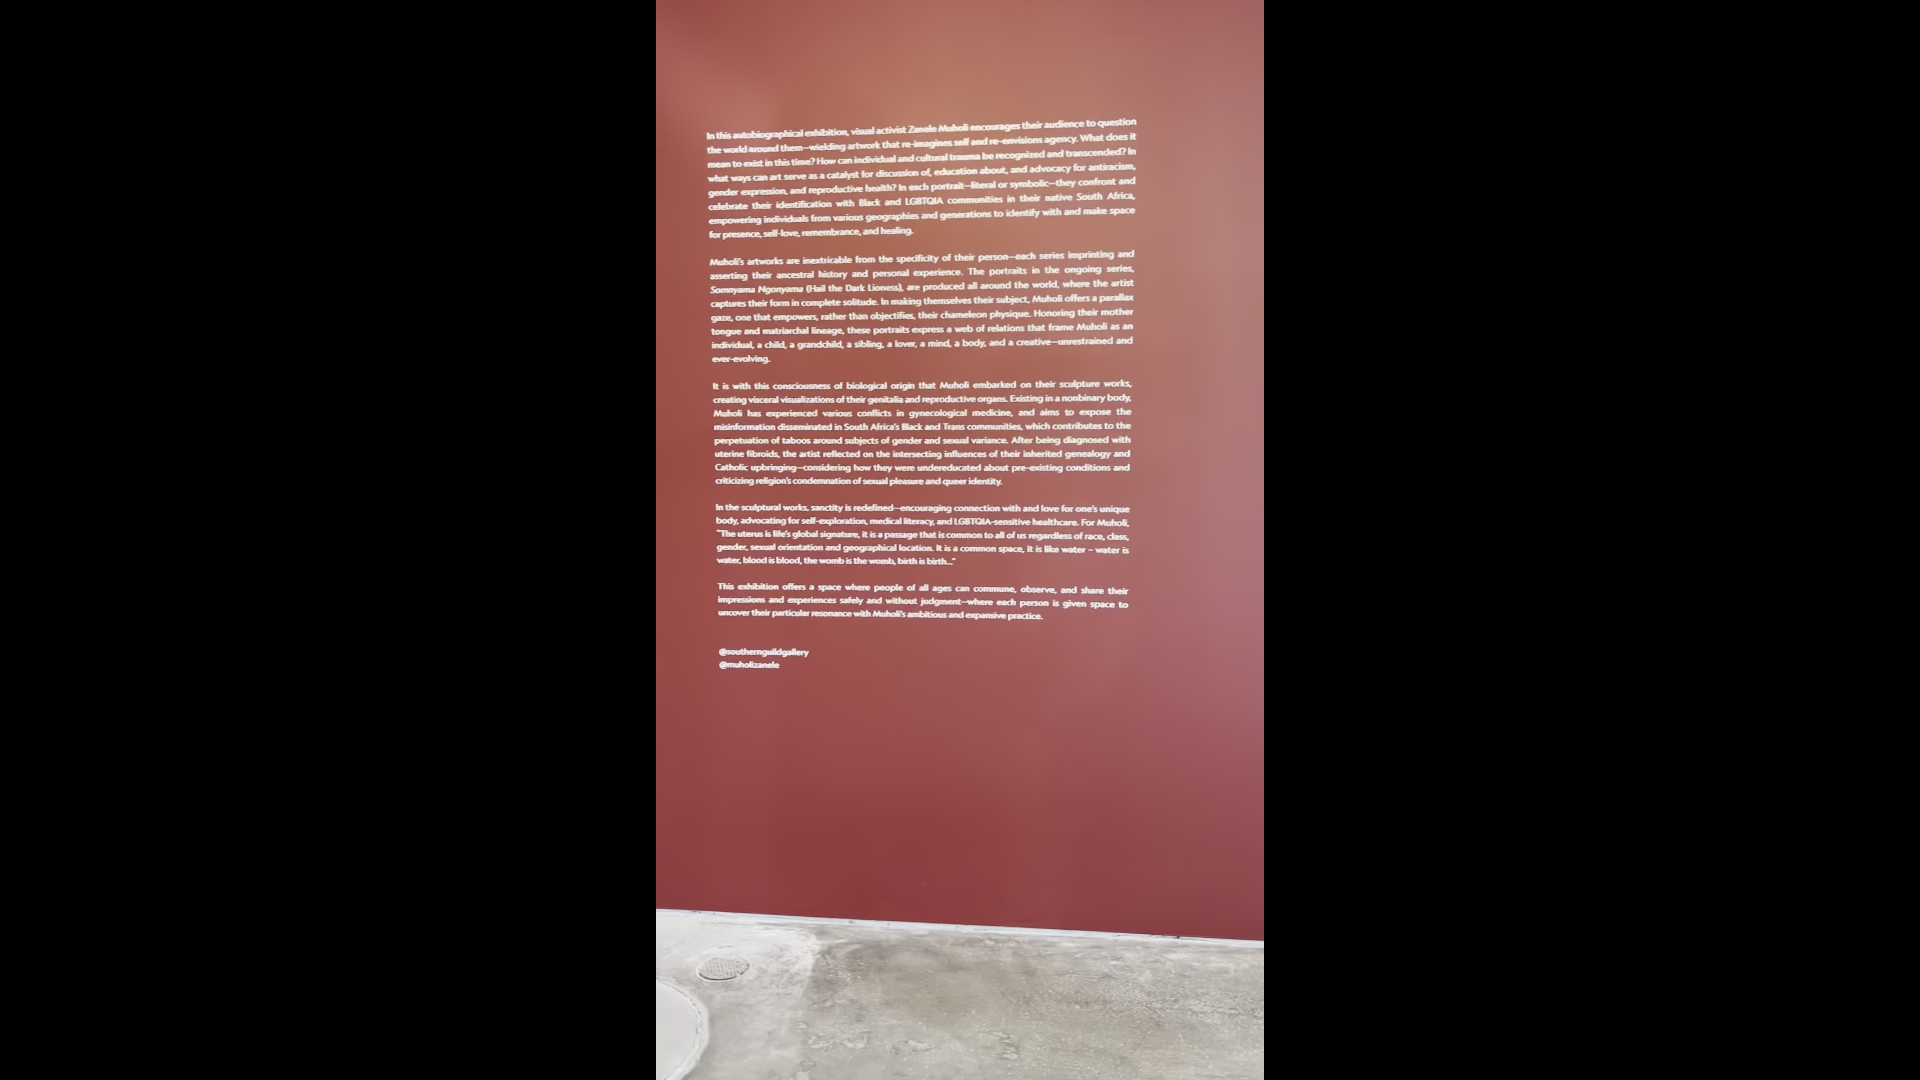 In this autobiographical exhibition, visual activist Zanele Muholi encourages their audience to question
the world around them—wielding artwork that re-imagines self and re-envisions agency. What does it
mean to exist in this time? How can individual and cultural trauma be recognized and transcended? In
what ways can art serve as a catalyst for discussion of, education about, and advocacy for antiracism,
gender expression, and reproductive health? In each portrait—literal or symbolic—they confront and
celebrate their identification with Black and LGBTQIA communities in their native South Africa,
empowering individuals from various geographies and generations to identify with and make space
for presence, self-love, remembrance, and healing.
Muholi's artworks are inextricable from the specificity of their person—each series imprinting and
asserting their ancestral history and personal experience. The portraits in the ongoing series,
Somnyama Ngonyama (Hail the Dark Lioness), are produced all around the world, where the artist
captures their form in complete solitude. In making themselves their subject, Muholi offers a parallax
gaze, one that empowers, rather than objectifies, their chameleon physique. Honoring their mother
tongue and matriarchal lineage, these portraits express a web of relations that frame Muholi as an
individual, a child, a grandchild, a sibling, a lover, a mind, a body, and a creative—unrestrained and
ever-evolving.
It is with this consciousness of biological origin that Muholi embarked on their sculpture works,
creating visceral visualizations of their genitalia and reproductive organs. Existing in a nonbinary body,
Muholi has experienced various conflicts in gynecological medicine, and aims to expose the
misinformation disseminated in South Africa's Black and Trans communities, which contributes to the
perpetuation of taboos around subjects of gender and sexual variance. After being diagnosed with
uterine fibroids, the artist reflected on the intersecting influences of their inherited genealogy and
Catholic upbringing—considering how they were undereducated about pre-existing conditions and
criticizing religion's condemnation of sexual pleasure and queer identity.
In the sculptural works, sanctity is redefined—encouraging connection with and love for one's unique
body, advocating for self-exploration, medical literacy, and LGBTQIA-sensitive healthcare. For Muholi,
"The uterus is life's global signature, it is a passage that is common to all of us regardless of race, class,
gender, sexual orientation and geographical location. It is a common space, it is like water – water is
water, blood is blood, the womb is the womb, birth is birth..."
This exhibition offers a space where people of all ages can commune, observe, and share their
impressions and experiences safely and without judgment—where each person is given space to
uncover their particular resonance with Muholi's ambitious and expansive practice.
@southernguildgallery
@muholizanele